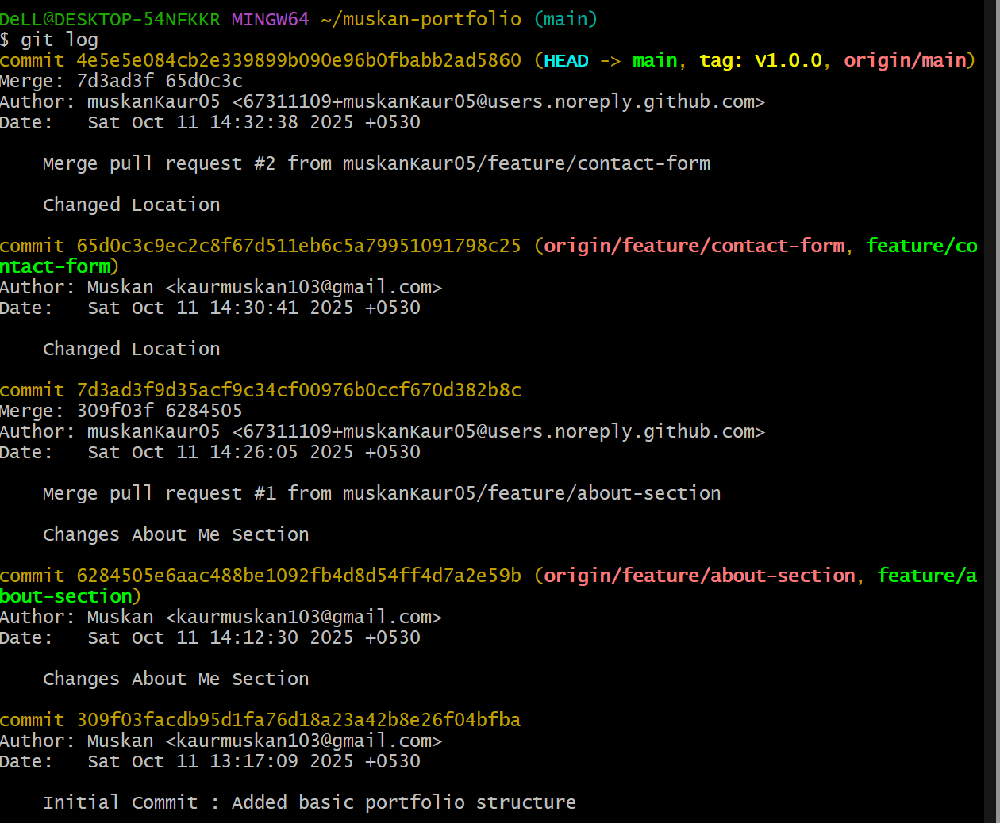 DeLL@DESKTOP-54NFKKR MINGW64 ~/muskan-portfolio (main)
$ git log
commit 4e5e5e084cb2e339899b090e96b0fbabb2ad5860 (HEAD -> main, tag: V1.0.0, origin/main)
Merge: 7d3ad3f 65d0c3c
Author: muskanKaur05 <67311109+muskanKaur05@users.noreply.github.com>
Date:   Sat Oct 11 14:32:38 2025 +0530

    Merge pull request #2 from muskanKaur05/feature/contact-form

    Changed Location

commit 65d0c3c9ec2c8f67d511eb6c5a79951091798c25 (origin/feature/contact-form, feature/co
ntact-form)
Author: Muskan <kaurmuskan103@gmail.com>
Date:   Sat Oct 11 14:30:41 2025 +0530

    Changed Location

commit 7d3ad3f9d35acf9c34cf00976b0ccf670d382b8c
Merge: 309f03f 6284505
Author: muskanKaur05 <67311109+muskanKaur05@users.noreply.github.com>
Date:   Sat Oct 11 14:26:05 2025 +0530

    Merge pull request #1 from muskanKaur05/feature/about-section

    Changes About Me Section

commit 6284505e6aac488be1092fb4d8d54ff4d7a2e59b (origin/feature/about-section, feature/a
bout-section)
Author: Muskan <kaurmuskan103@gmail.com>
Date:   Sat Oct 11 14:12:30 2025 +0530

    Changes About Me Section

commit 309f03facdb95d1fa76d18a23a42b8e26f04bfba
Author: Muskan <kaurmuskan103@gmail.com>
Date:   Sat Oct 11 13:17:09 2025 +0530

    Initial Commit : Added basic portfolio structure